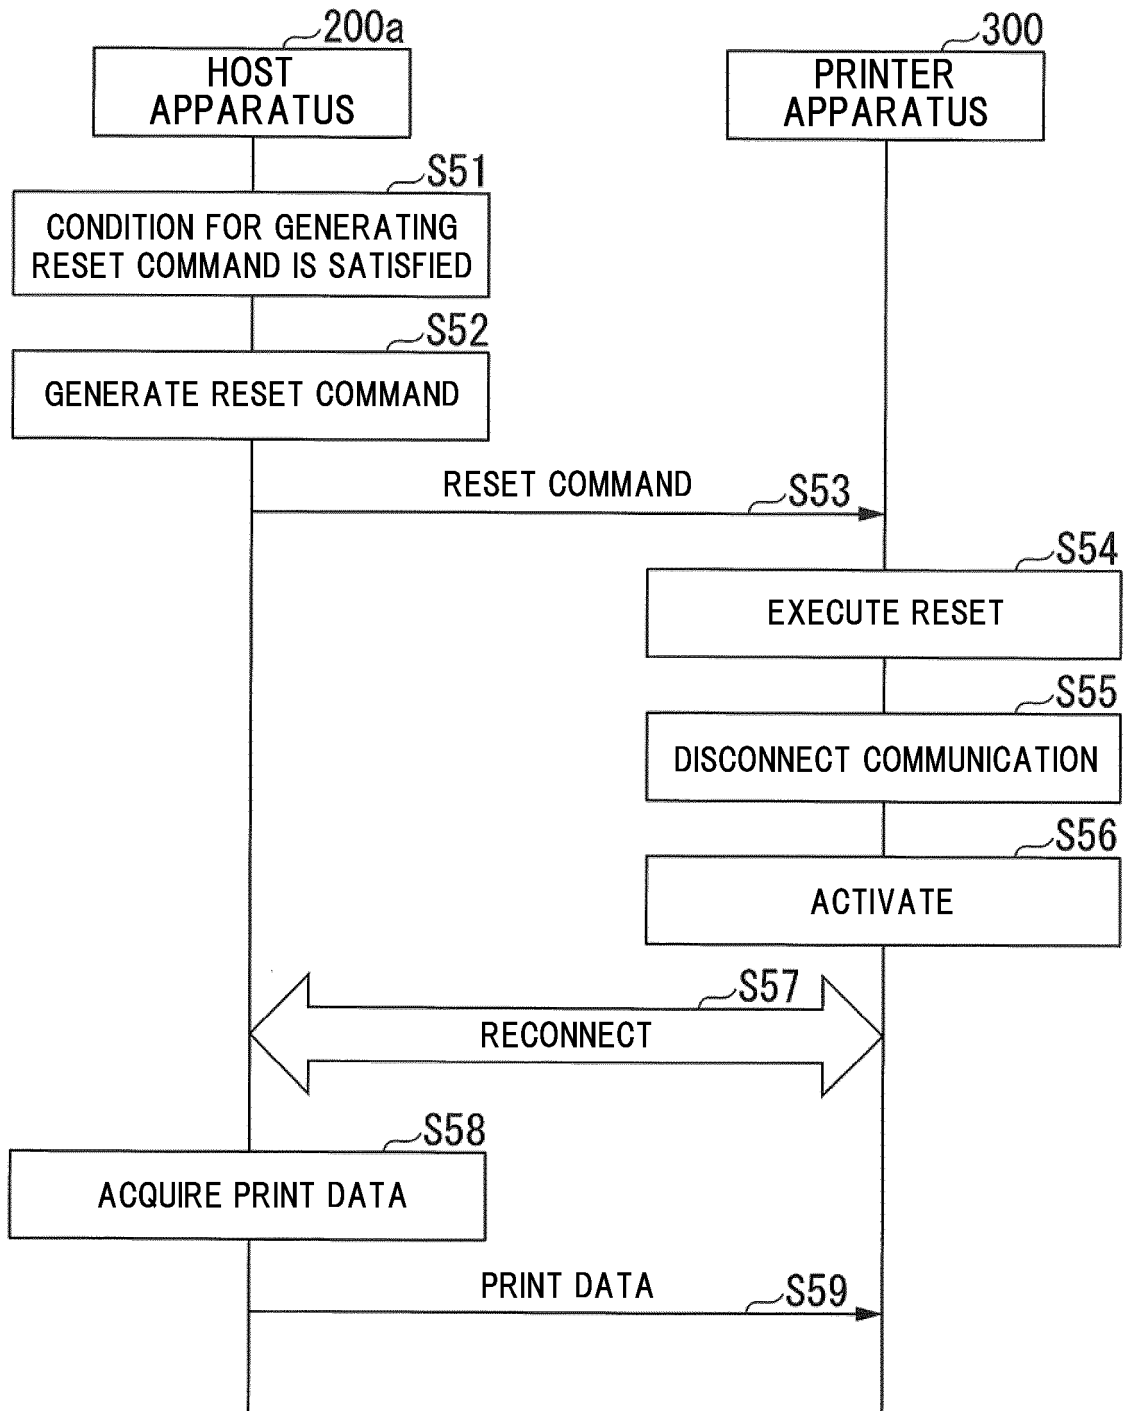 200a
HOST
APPARATUS
300
PRINTER
APPARATUS
S51
CONDITION FOR GENERATING
RESET COMMAND IS SATISFIED
S52
GENERATE RESET COMMAND
RESET COMMAND
S53
S54
EXECUTE RESET
S55
DISCONNECT COMMUNICATION
S56
ACTIVATE
S57
RECONNECT
S58
ACQUIRE PRINT DATA
PRINT DATA
S59